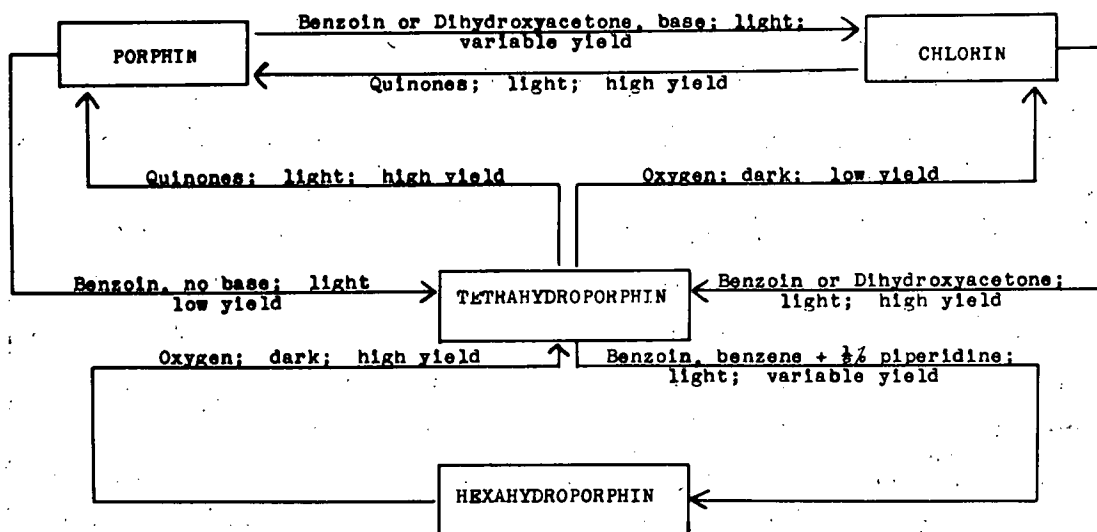 Benzoin or Dihydroxyacetone, base; light;
variable yield
PORPHIN
CHLORIN
Quinones; light; high yield
Quinones; light; high yield
Oxygen; dark; low yield
Benzoin, no base; light
low yield
TETRAHYDROPORPHIN
Benzoin or Dihydroxyacetone;
light; high yield
Oxygen; dark; high yield
Benzoin, benzene + ½% piperidine;
light; variable yield
HEXAHYDROPORPHIN